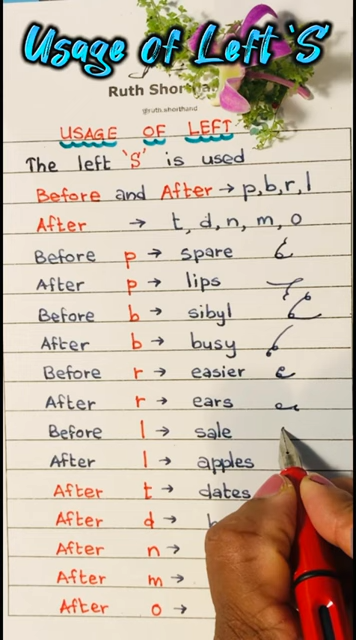 Usage of Left 'S
Ruth Shorthand
@ruth.shorthand
USAGE OF LEFT
The left 'S' is used
Before and After → p, b, r, l
After → t, d, n, m, o
Before p → spare
After p → lips
Before b → sibyl
After b → busy
Before r → easier
After r → ears
Before l → sale
After l → apples
After t → dates
After d →
After n →
After m →
After o →